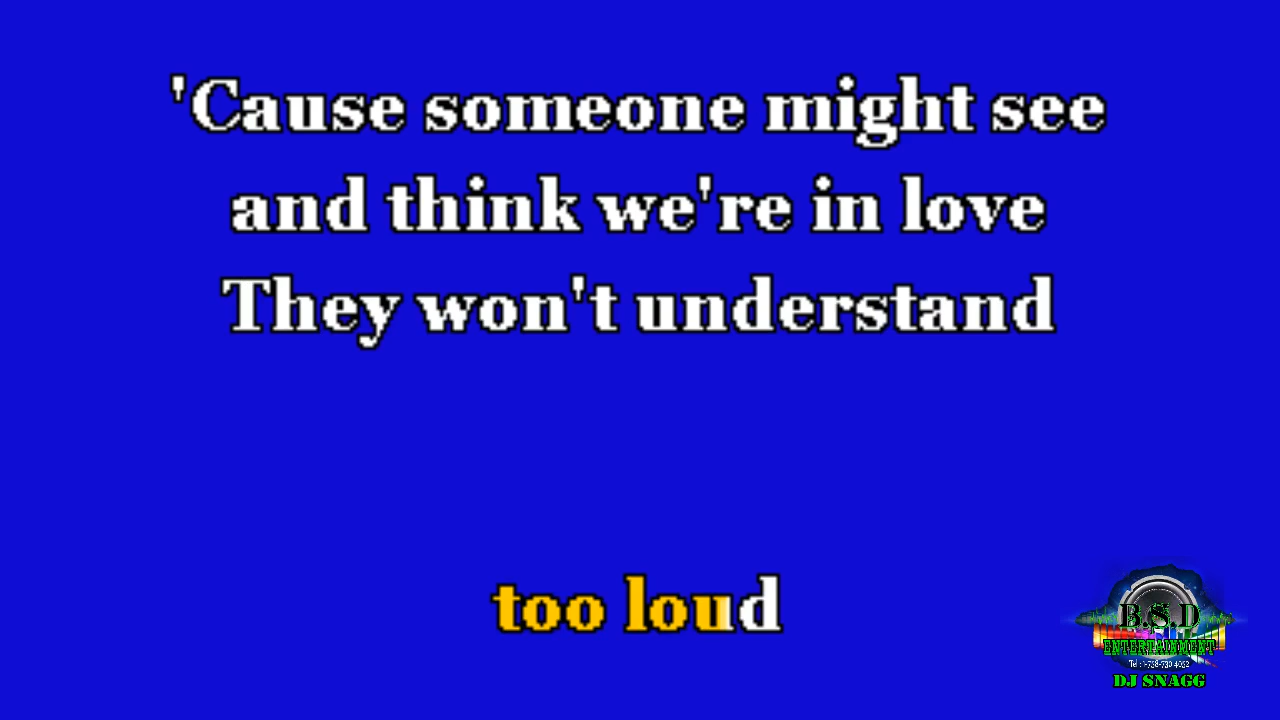 'Cause someone might see
and think we're in love
They won't understand
too loud
B.S.D
ENTERTAINMENT
DJ SNAGG